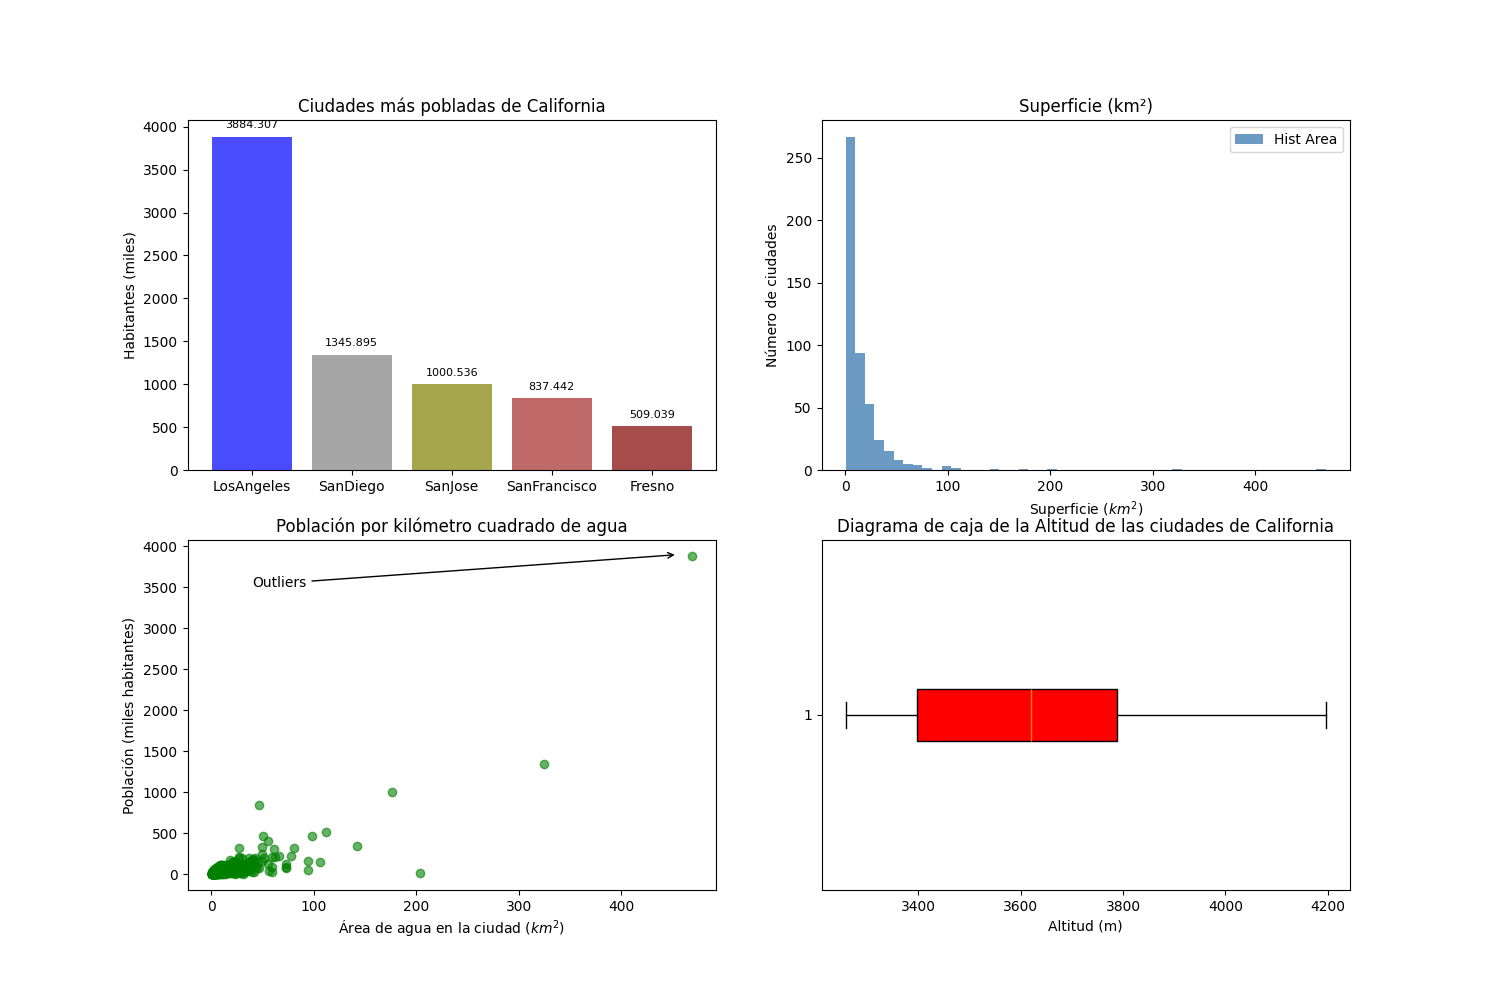 Ciudades más pobladas de California
Habitantes (miles)
4000
3500
3000
2500
2000
1500
1000
500
0
3884.307
1345.895
1000.536
837.442
509.039
LosAngeles SanDiego SanJose SanFrancisco Fresno
Superficie (km²)
Hist Area
Número de ciudades
250
200
150
100
50
0
0 100 200 300 400
Superficie (km²)
Población por kilómetro cuadrado de agua
Población (miles habitantes)
4000
3500
3000
2500
2000
1500
1000
500
0
Outliers
0 100 200 300 400
Área de agua en la ciudad (km²)
Diagrama de caja de la Altitud de las ciudades de California
1
3400 3600 3800 4000 4200
Altitud (m)